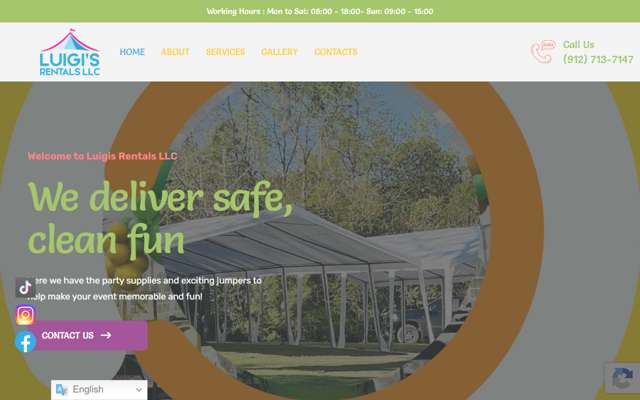 Working Hours : Mon to Sat: 08:00 - 18:00- Sun: 09:00 - 15:00
LUIGI'S
RENTALS LLC
HOME
ABOUT
SERVICES
GALLERY
CONTACTS
Call Us
(912) 713-7147
Welcome to Luigis Rentals LLC
We deliver safe,
clean fun
Here we have the party supplies and exciting jumpers to
help make your event memorable and fun!
CONTACT US
English